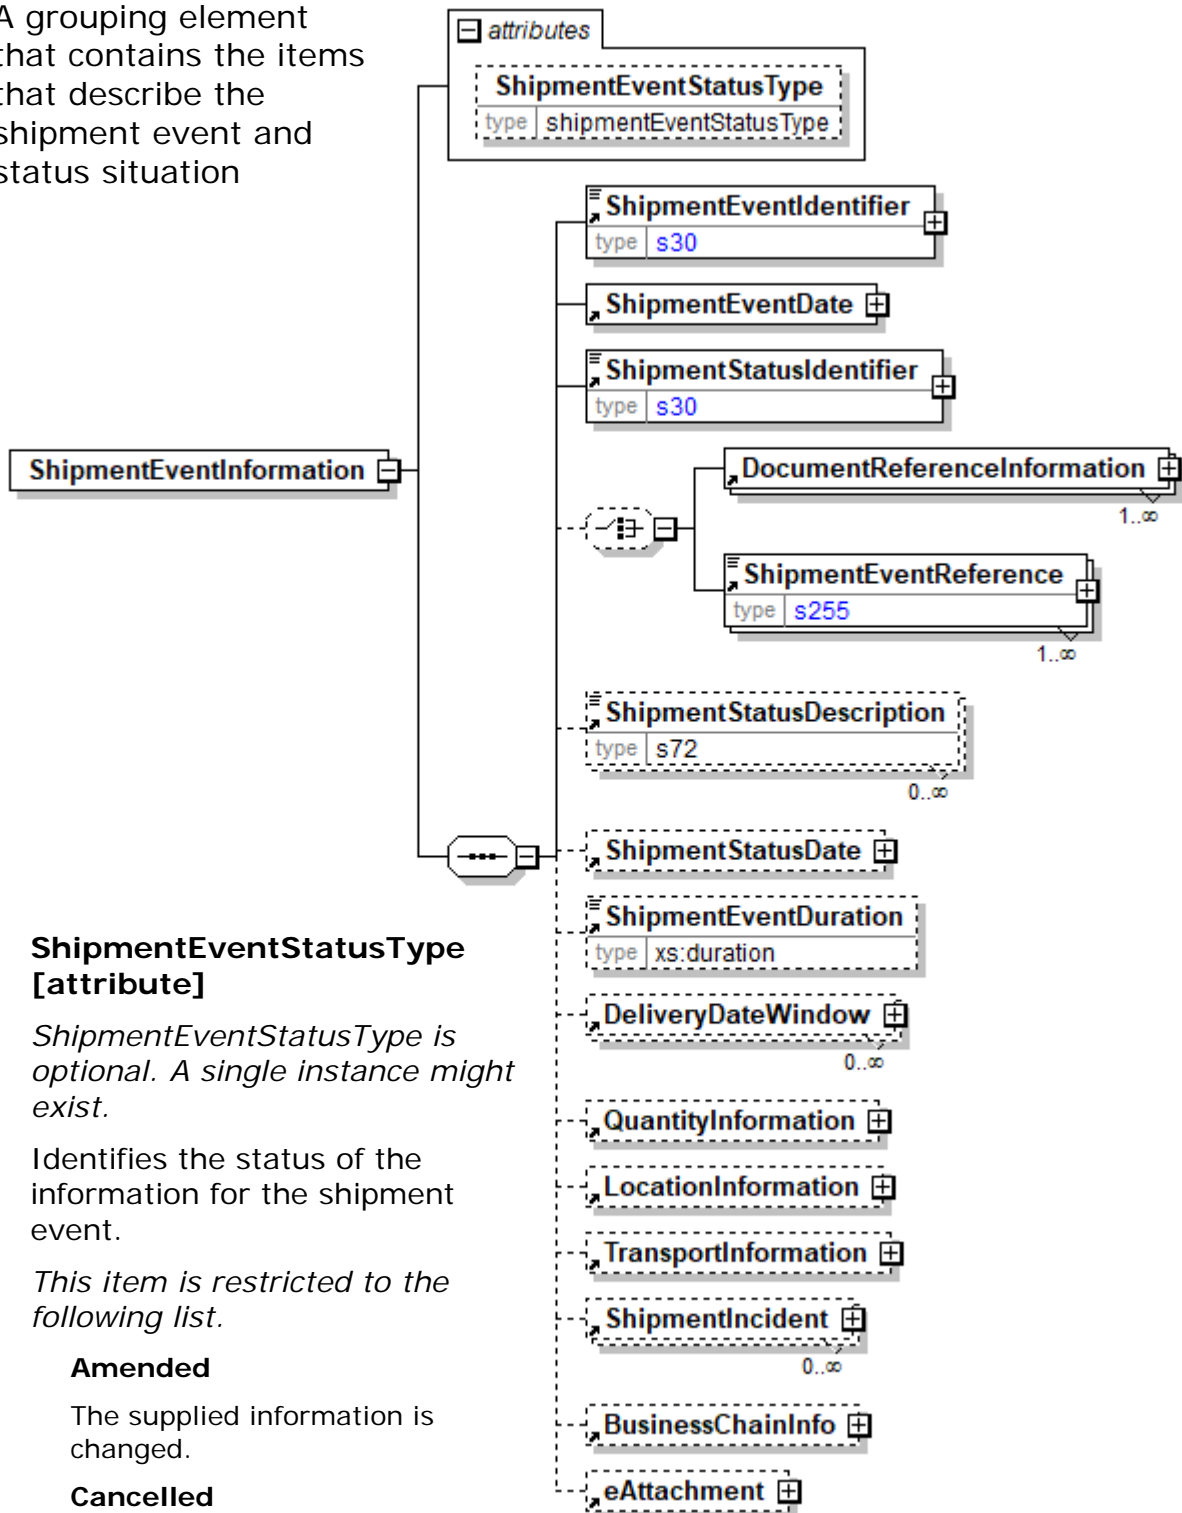 A grouping element
that contains the items
that describe the
shipment event and
status situation
attributes
ShipmentEventStatusType
type shipmentEventStatusType
ShipmentEventIdentifier
type s30
ShipmentEventDate
ShipmentStatusIdentifier
type s30
ShipmentEventInformation
DocumentReferenceInformation
1..∞
ShipmentEventReference
type s255
1..∞
ShipmentStatusDescription
type s72
0..∞
ShipmentStatusDate
ShipmentEventDuration
type xs:duration
DeliveryDateWindow
0..∞
QuantityInformation
LocationInformation
TransportInformation
ShipmentIncident
0..∞
BusinessChainInfo
eAttachment
ShipmentEventStatusType
[attribute]
ShipmentEventStatusType is
optional. A single instance might
exist.
Identifies the status of the
information for the shipment
event.
This item is restricted to the
following list.
Amended
The supplied information is
changed.
Cancelled